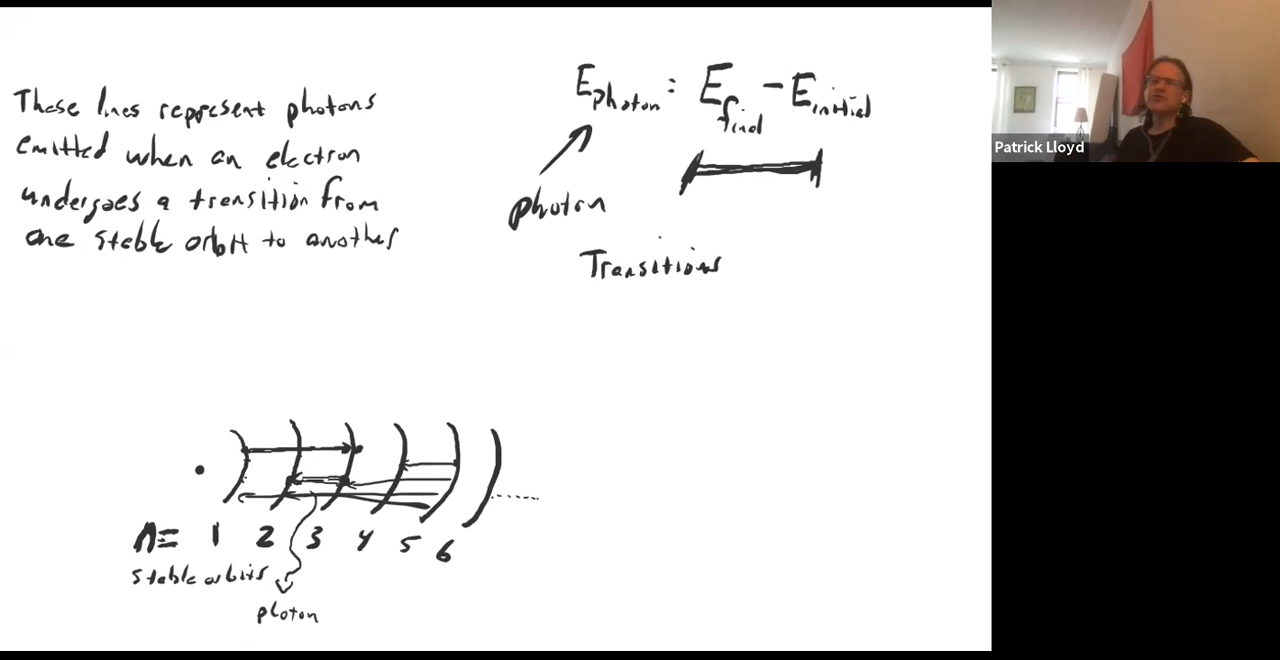 These lines represent photons
emitted when an electron
undergoes a transition from
one stable orbit to another
Ephoton: Efinal - Einitial
photon
Transitions
n= 1 2 3 4 5 6
stable orbits
photon
Patrick Lloyd